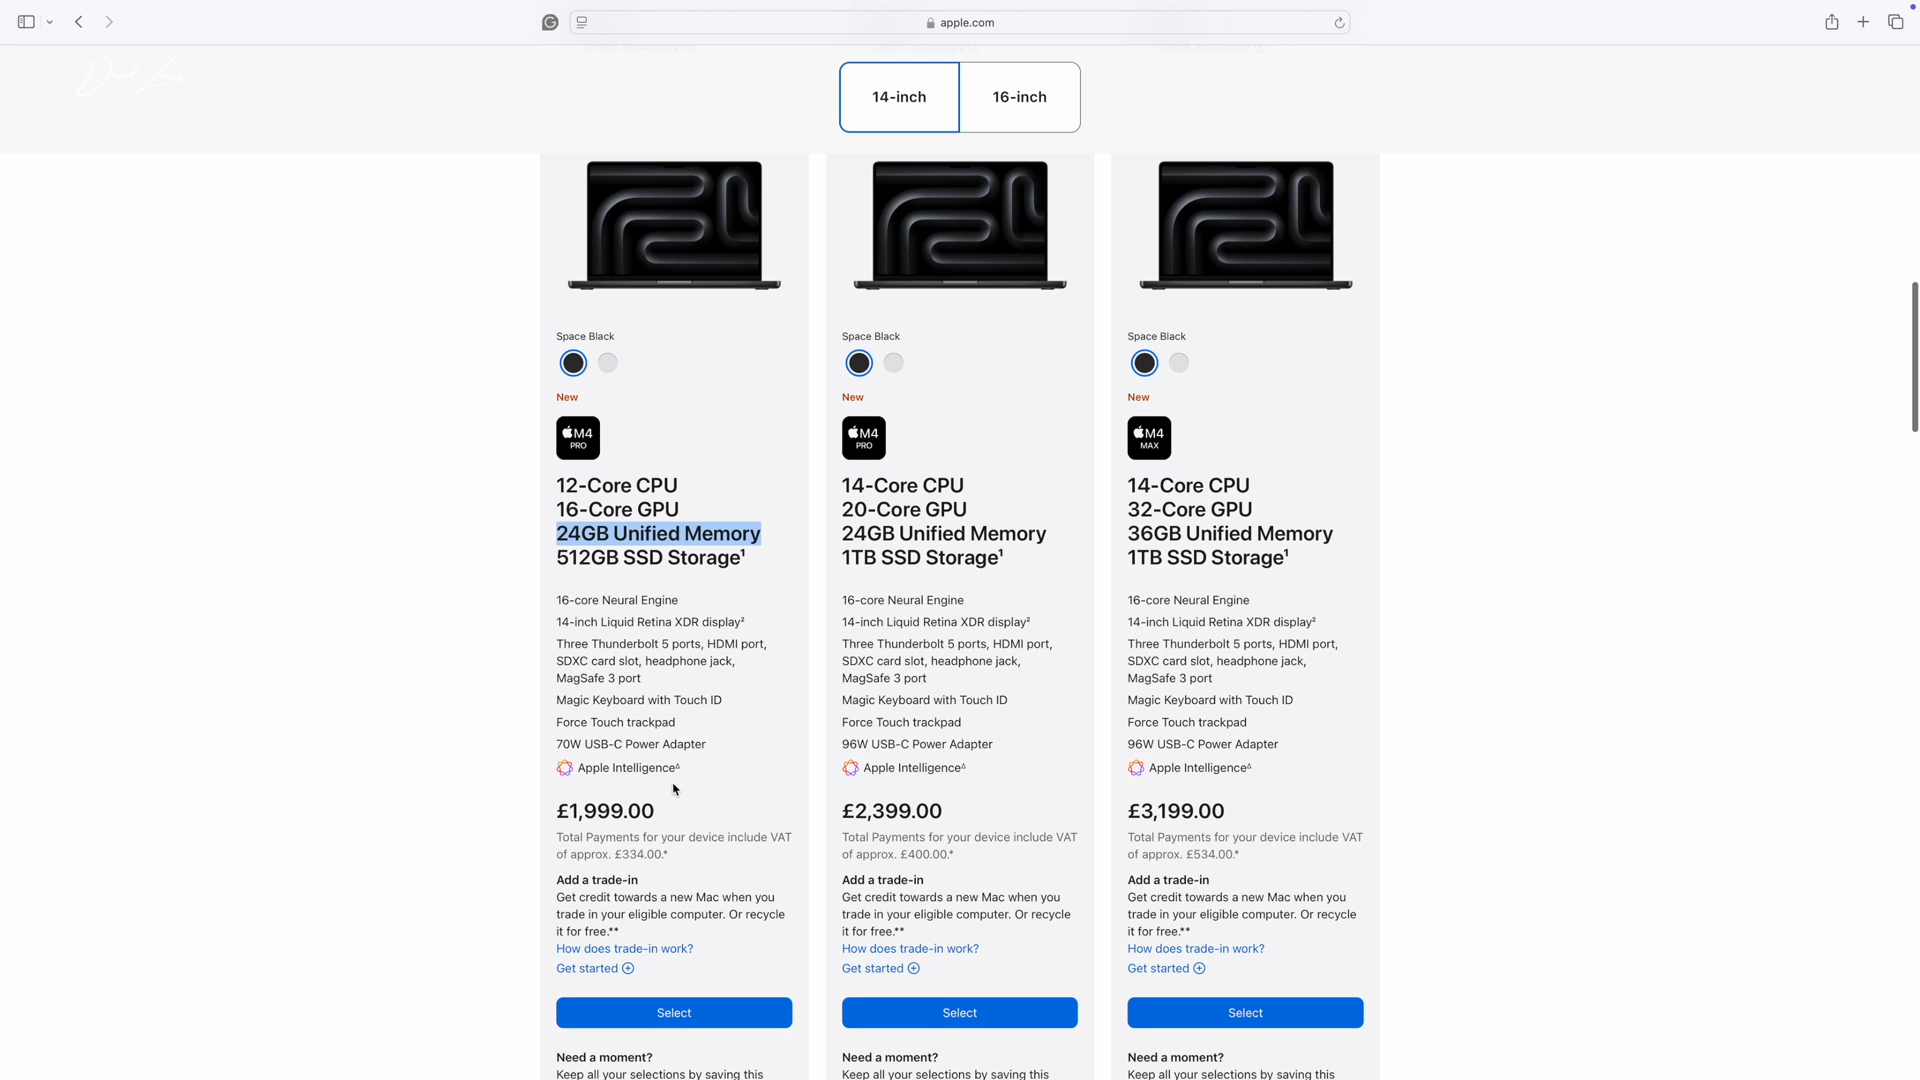 apple.com
14-inch
16-inch
Space Black
New
M4
PRO
12-Core CPU
16-Core GPU
24GB Unified Memory
512GB SSD Storage¹
16-core Neural Engine
14-inch Liquid Retina XDR display²
Three Thunderbolt 5 ports, HDMI port,
SDXC card slot, headphone jack,
MagSafe 3 port
Magic Keyboard with Touch ID
Force Touch trackpad
70W USB-C Power Adapter
Apple Intelligence∆
£1,999.00
Total Payments for your device include VAT
of approx. £334.00.*
Add a trade-in
Get credit towards a new Mac when you
trade in your eligible computer. Or recycle
it for free.**
How does trade-in work?
Get started
Select
Need a moment?
Keep all your selections by saving this
Space Black
New
M4
PRO
14-Core CPU
20-Core GPU
24GB Unified Memory
1TB SSD Storage¹
16-core Neural Engine
14-inch Liquid Retina XDR display²
Three Thunderbolt 5 ports, HDMI port,
SDXC card slot, headphone jack,
MagSafe 3 port
Magic Keyboard with Touch ID
Force Touch trackpad
96W USB-C Power Adapter
Apple Intelligence∆
£2,399.00
Total Payments for your device include VAT
of approx. £400.00.*
Add a trade-in
Get credit towards a new Mac when you
trade in your eligible computer. Or recycle
it for free.**
How does trade-in work?
Get started
Select
Need a moment?
Keep all your selections by saving this
Space Black
New
M4
MAX
14-Core CPU
32-Core GPU
36GB Unified Memory
1TB SSD Storage¹
16-core Neural Engine
14-inch Liquid Retina XDR display²
Three Thunderbolt 5 ports, HDMI port,
SDXC card slot, headphone jack,
MagSafe 3 port
Magic Keyboard with Touch ID
Force Touch trackpad
96W USB-C Power Adapter
Apple Intelligence∆
£3,199.00
Total Payments for your device include VAT
of approx. £534.00.*
Add a trade-in
Get credit towards a new Mac when you
trade in your eligible computer. Or recycle
it for free.**
How does trade-in work?
Get started
Select
Need a moment?
Keep all your selections by saving this